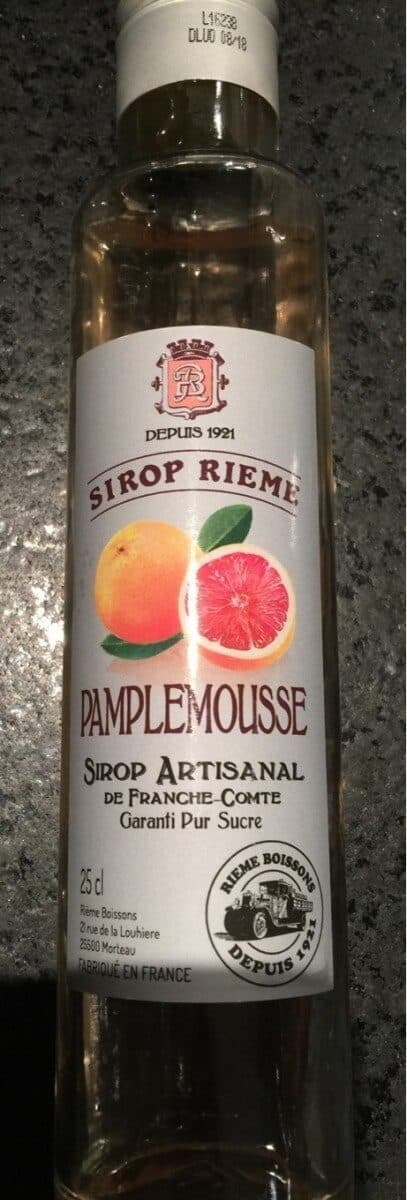 L16238
DLUO 08/18
DEPUIS 1921
SIROP RIEME
PAMPLEMOUSSE
SIROP ARTISANAL
DE FRANCHE-COMTE
Garanti Pur Sucre
25 cl
Rième Boissons
21 rue de la Louhiere
25500 Morteau
FABRIQUÉ EN FRANCE
RIEME BOISSONS
DEPUIS 1921